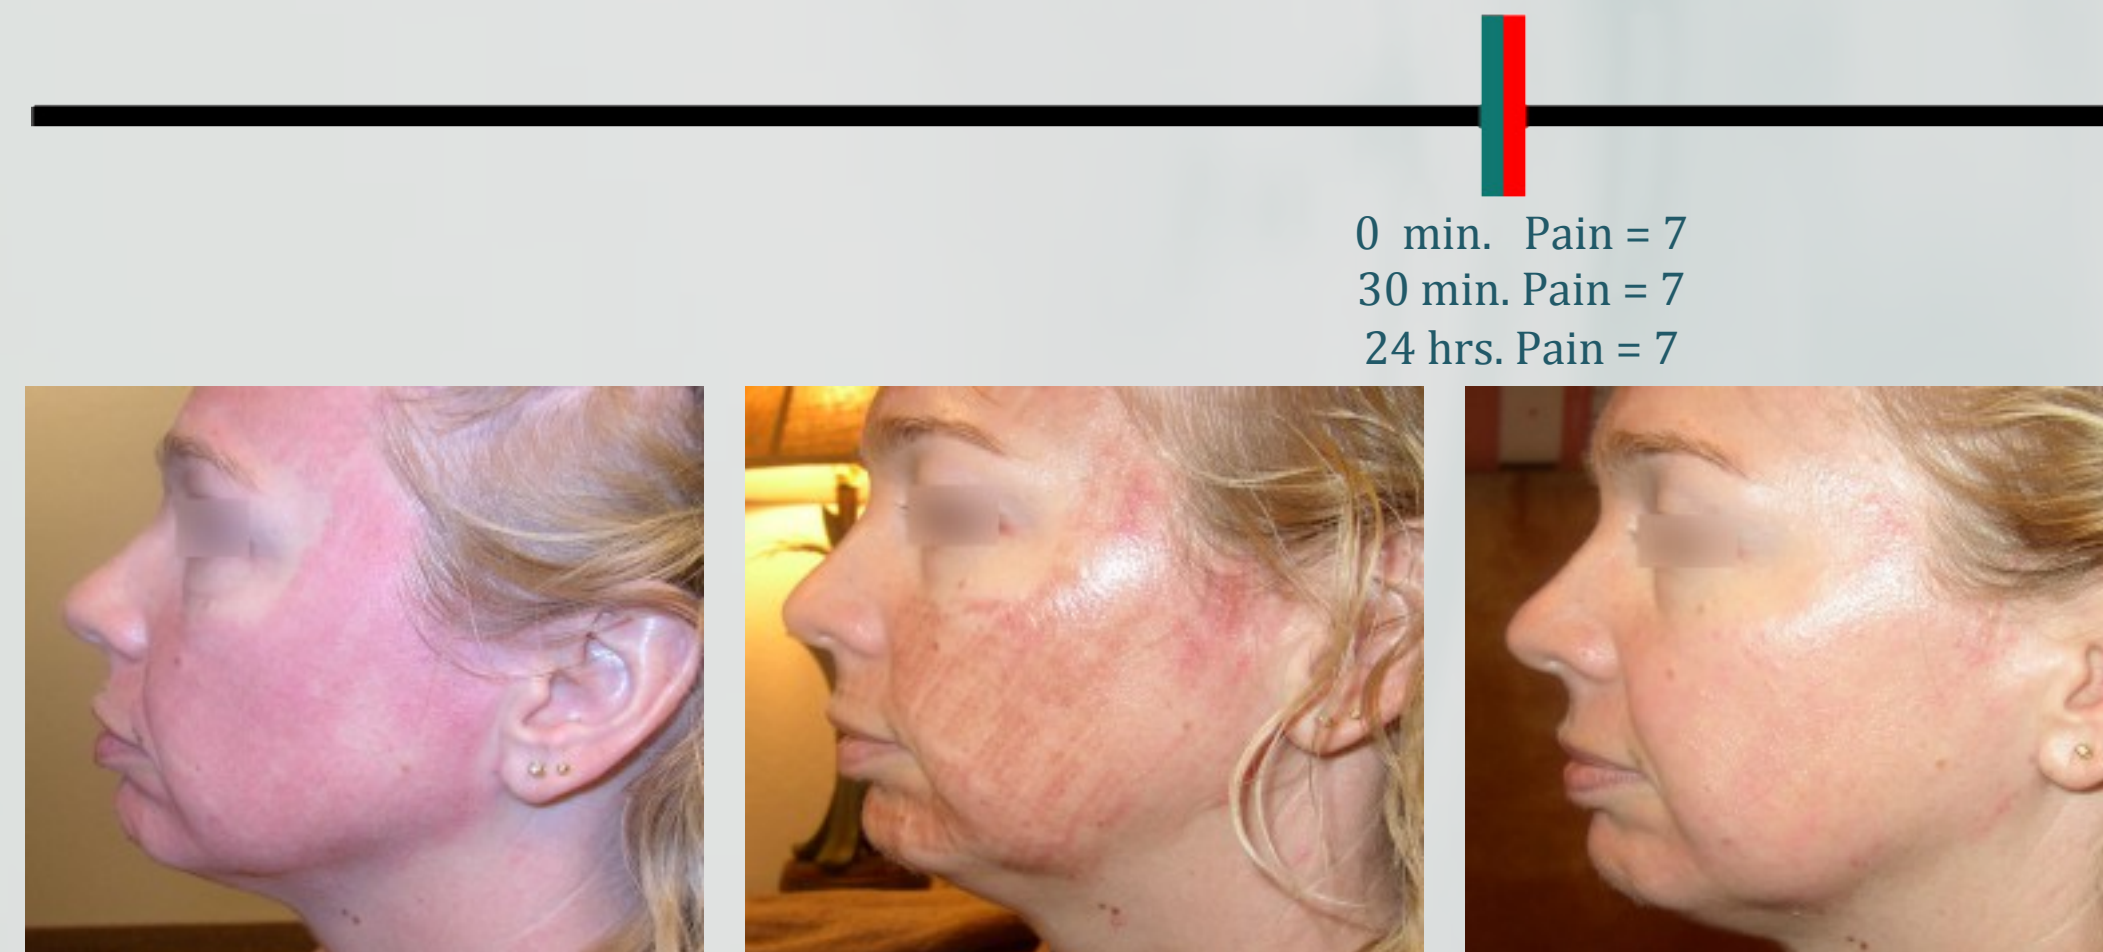 0 min. Pain = 7
30 min. Pain = 7
24 hrs. Pain = 7